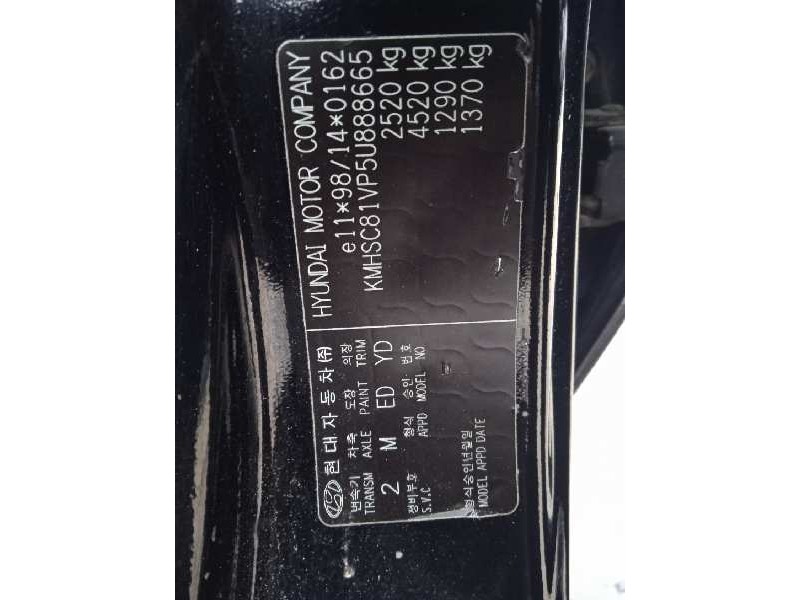 현대자동차(주)
HYUNDAI MOTOR COMPANY
변속기 차축 도장 의장
TRANSM AXLE PAINT TRIM
2 M ED YD
정비부호 형식 승인 번호
S.V.C APPD MODEL NO
형식승인년월일
MODEL APPD DATE
e11*98/14*0162
KMHSC81VP5U888665
2520 kg
4520 kg
1290 kg
1370 kg